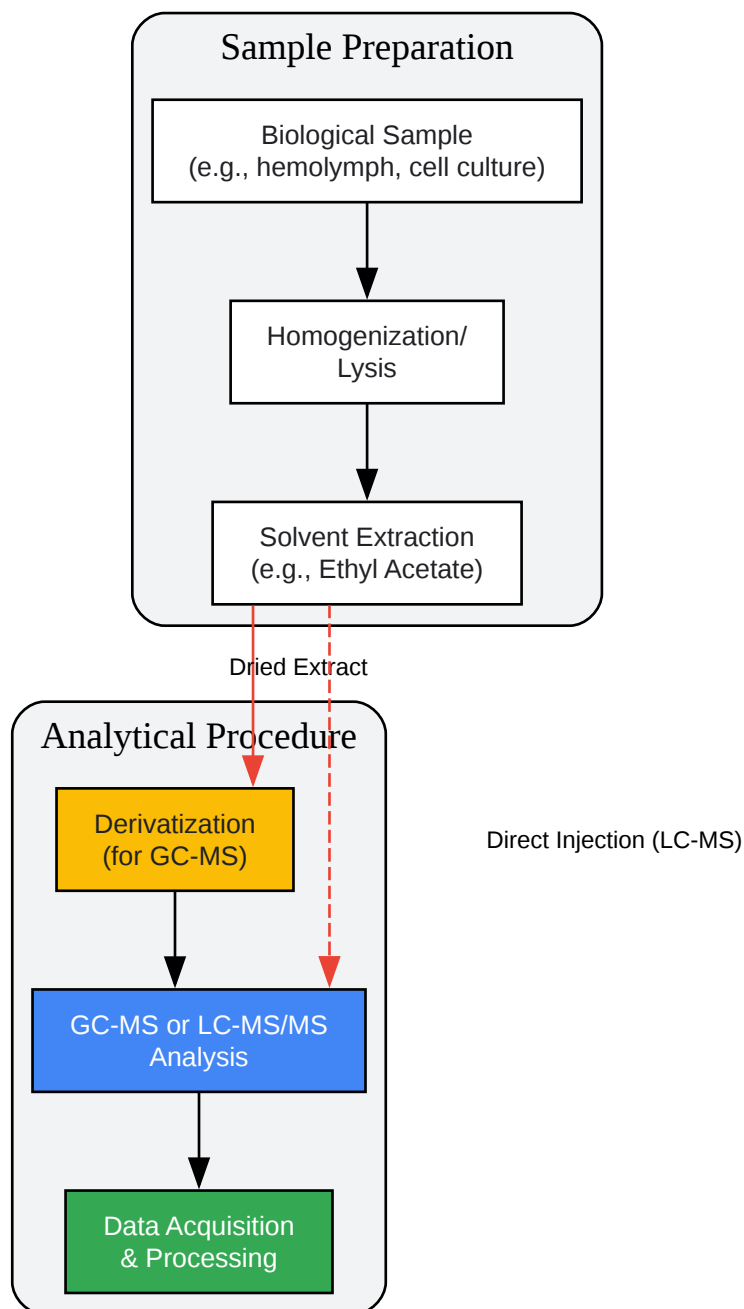 Sample Preparation
Biological Sample
(e.g., hemolymph, cell culture)
Homogenization/
Lysis
Solvent Extraction
(e.g., Ethyl Acetate)
Dried Extract
Analytical Procedure
Derivatization
(for GC-MS)
Direct Injection (LC-MS)
GC-MS or LC-MS/MS
Analysis
Data Acquisition
& Processing